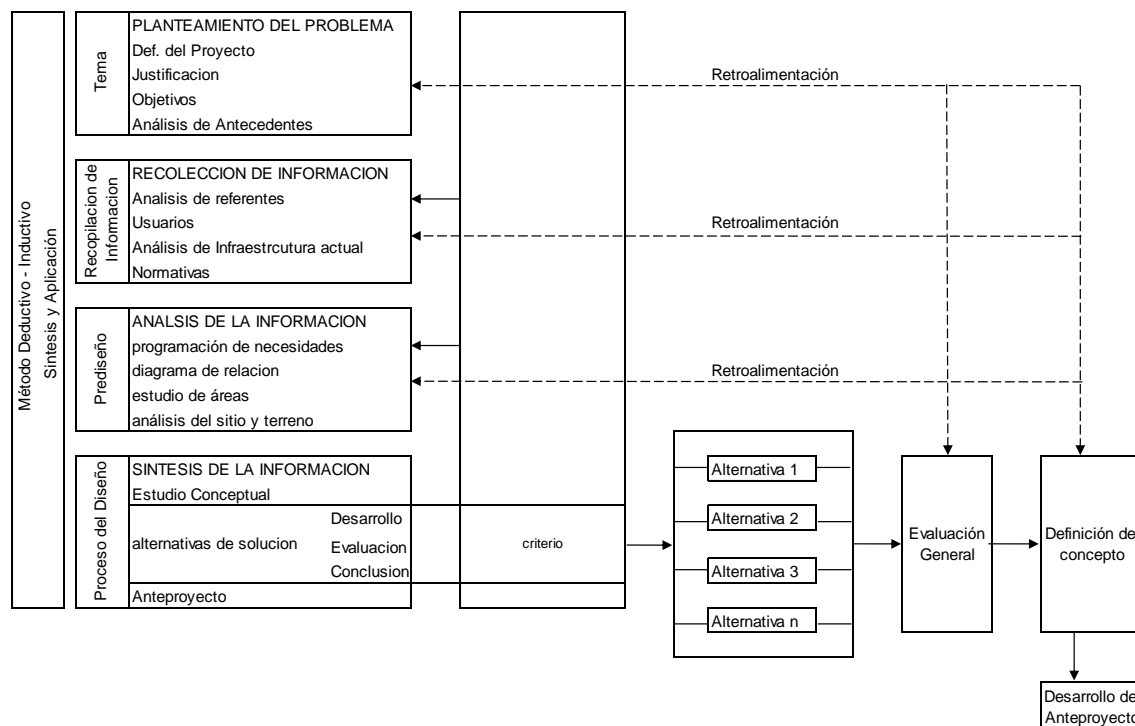 Método Deductivo - Inductivo
Sintesis y Aplicación
Tema
PLANTEAMIENTO DEL PROBLEMA
Def. del Proyecto
Justificacion
Objetivos
Análisis de Antecedentes
Retroalimentación
Recopilacion de
Informacion
RECOLECCION DE INFORMACION
Analisis de referentes
Usuarios
Análisis de Infraestrcutura actual
Normativas
Retroalimentación
Prediseño
ANALSIS DE LA INFORMACION
programación de necesidades
diagrama de relacion
estudio de áreas
análisis del sitio y terreno
Retroalimentación
Proceso del Diseño
SINTESIS DE LA INFORMACION
Estudio Conceptual
alternativas de solucion
Desarrollo
Evaluacion
Conclusion
Anteproyecto
criterio
Alternativa 1
Alternativa 2
Alternativa 3
Alternativa n
Evaluación
General
Definición de
concepto
Desarrollo de
Anteproyecto